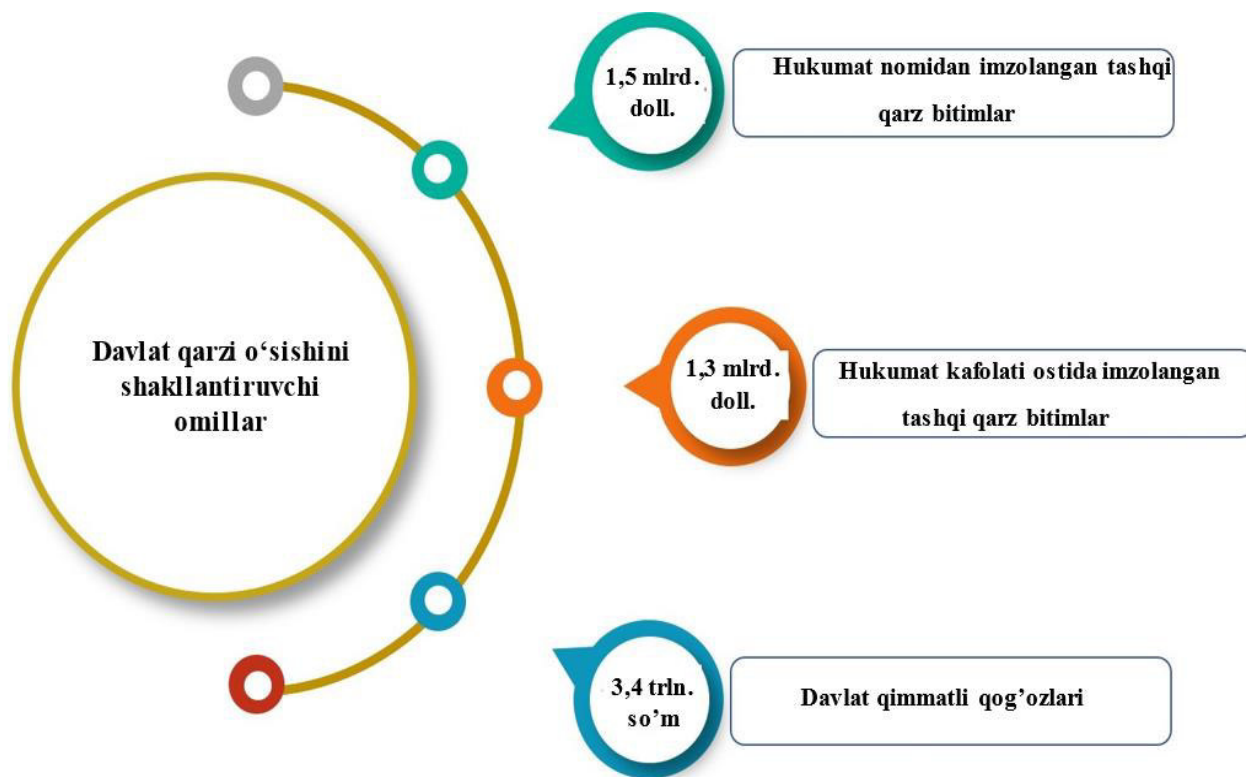 1,5 mlrd.
doll.
Hukumat nomidan imzolangan tashqi
qarz bitimlar
Davlat qarzi o‘sishini
shakllantiruvchi
omillar
1,3 mlrd.
doll.
Hukumat kafolati ostida imzolangan
tashqi qarz bitimlar
3,4 trln.
so’m
Davlat qimmatli qog’ozlari